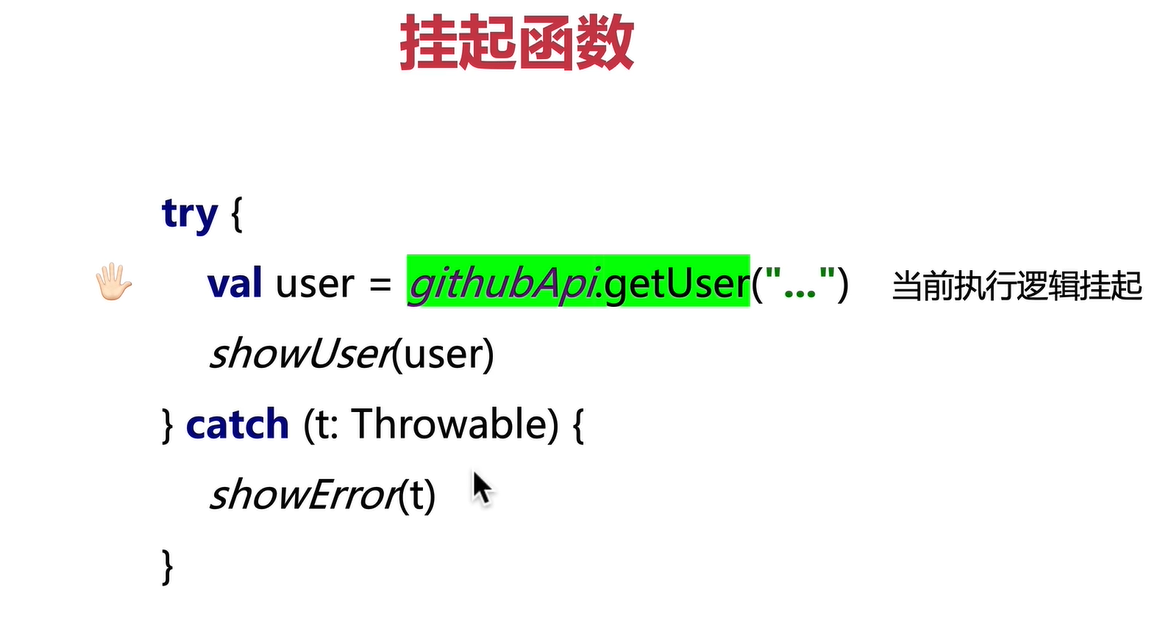 挂起函数
try {
val user = githubApi.getUser("...") 当前执行逻辑挂起
showUser(user)
} catch (t: Throwable) {
showError(t)
}